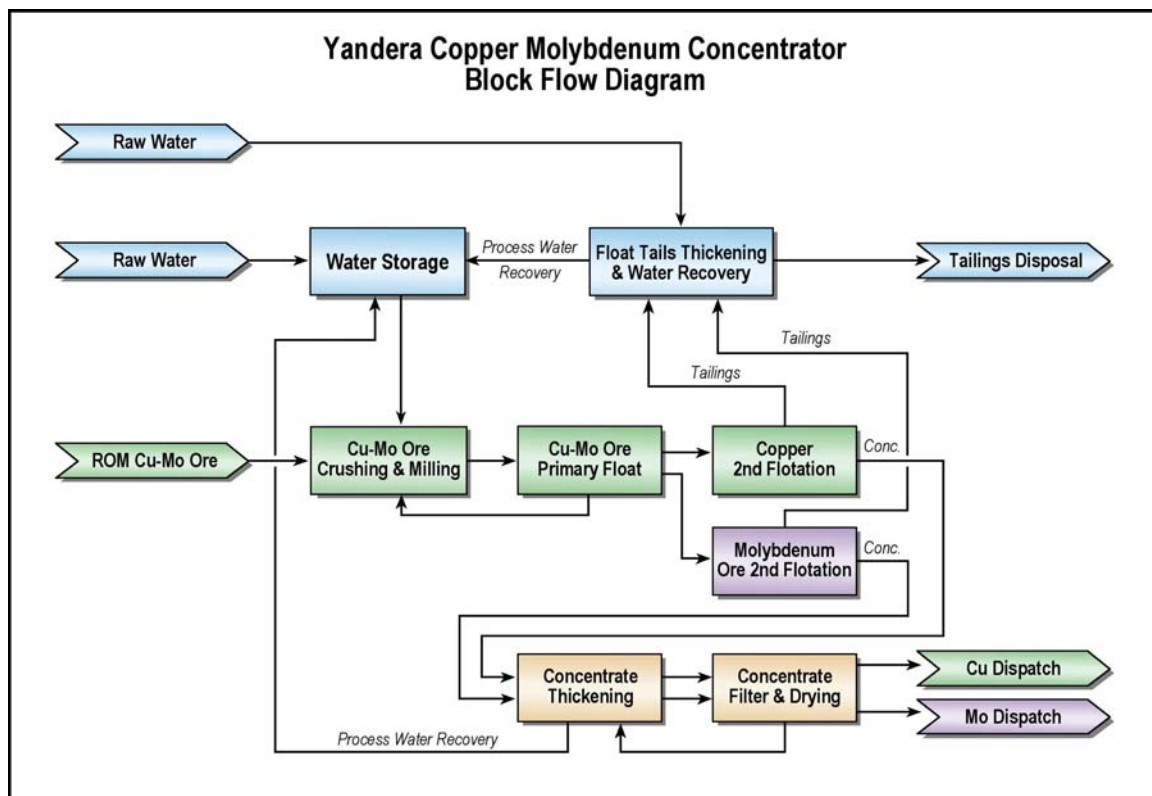 Yandera Copper Molybdenum Concentrator
Block Flow Diagram
Raw Water
Raw Water
Water Storage
Process Water
Recovery
Float Tails Thickening
& Water Recovery
Tailings Disposal
Tailings
Tailings
ROM Cu-Mo Ore
Cu-Mo Ore
Crushing & Milling
Cu-Mo Ore
Primary Float
Copper
2nd Flotation
Conc.
Molybdenum
Ore 2nd Flotation
Conc.
Concentrate
Thickening
Concentrate
Filter & Drying
Cu Dispatch
Mo Dispatch
Process Water Recovery